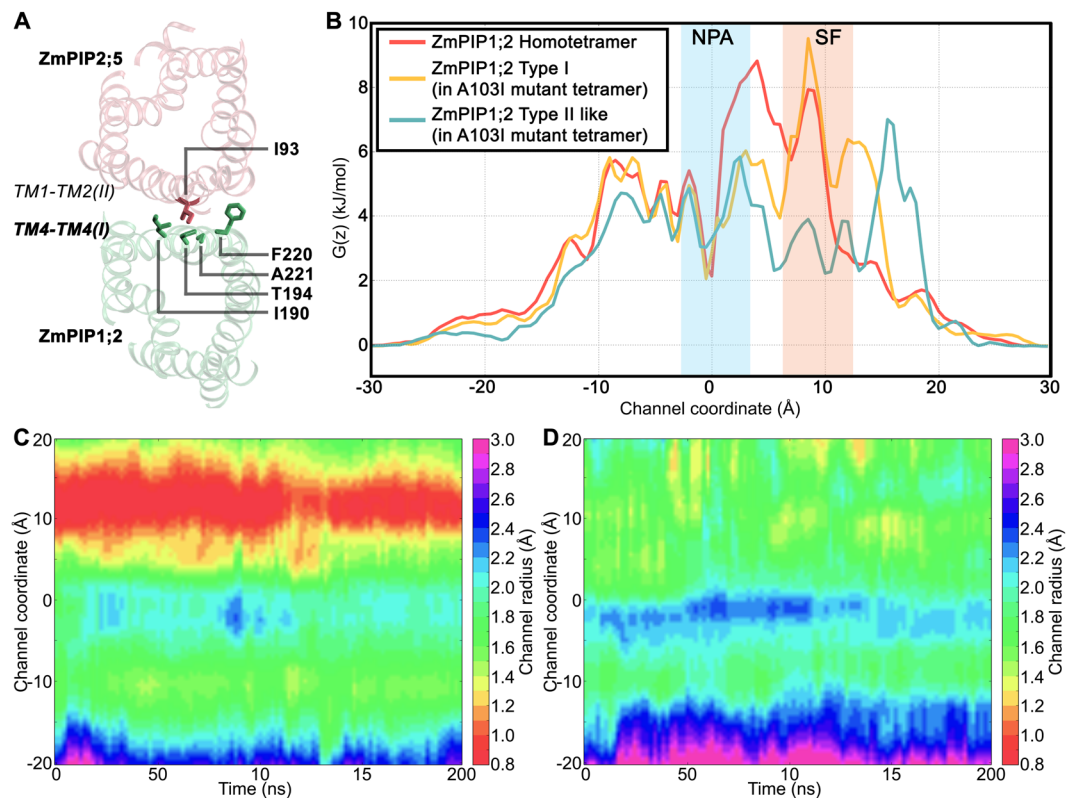 A
ZmPIP2;5
I93
TM1-TM2(II)
TM4-TM4(I)
F220
A221
T194
I190
ZmPIP1;2
B
10
8
6
4
2
0
G(z) (kJ/mol)
ZmPIP1;2 Homotetramer
ZmPIP1;2 Type I
(in A103I mutant tetramer)
ZmPIP1;2 Type II like
(in A103I mutant tetramer)
NPA
SF
-30
-20
-10
0
10
20
30
Channel coordinate (Å)
C
20
10
0
-10
-20
Channel coordinate (Å)
0
50
10
150
200
Time (ns)
3.0
2.8
2.6
2.4
2.2
2.0
1.8
1.6
1.4
1.2
1.0
0.8
Channel radius (Å)
D
20
10
0
-10
-20
Channel coordinate (Å)
0
50
10
150
200
Time (ns)
3.0
2.8
2.6
2.4
2.2
2.0
1.8
1.6
1.4
1.2
1.0
0.8
Channel radius (Å)